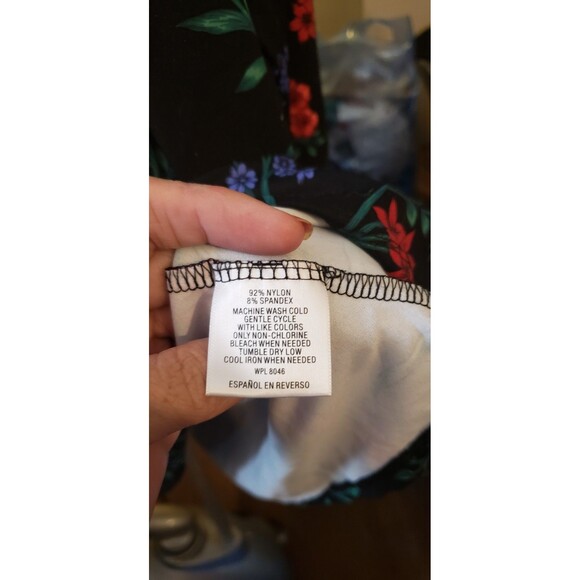 92% NYLON
8% SPANDEX
MACHINE WASH COLD
GENTLE CYCLE
WITH LIKE COLORS
ONLY NON-CHLORINE
BLEACH WHEN NEEDED
TUMBLE DRY LOW
COOL IRON WHEN NEEDED
WPL 8046
ESPAÑOL EN REVERSO